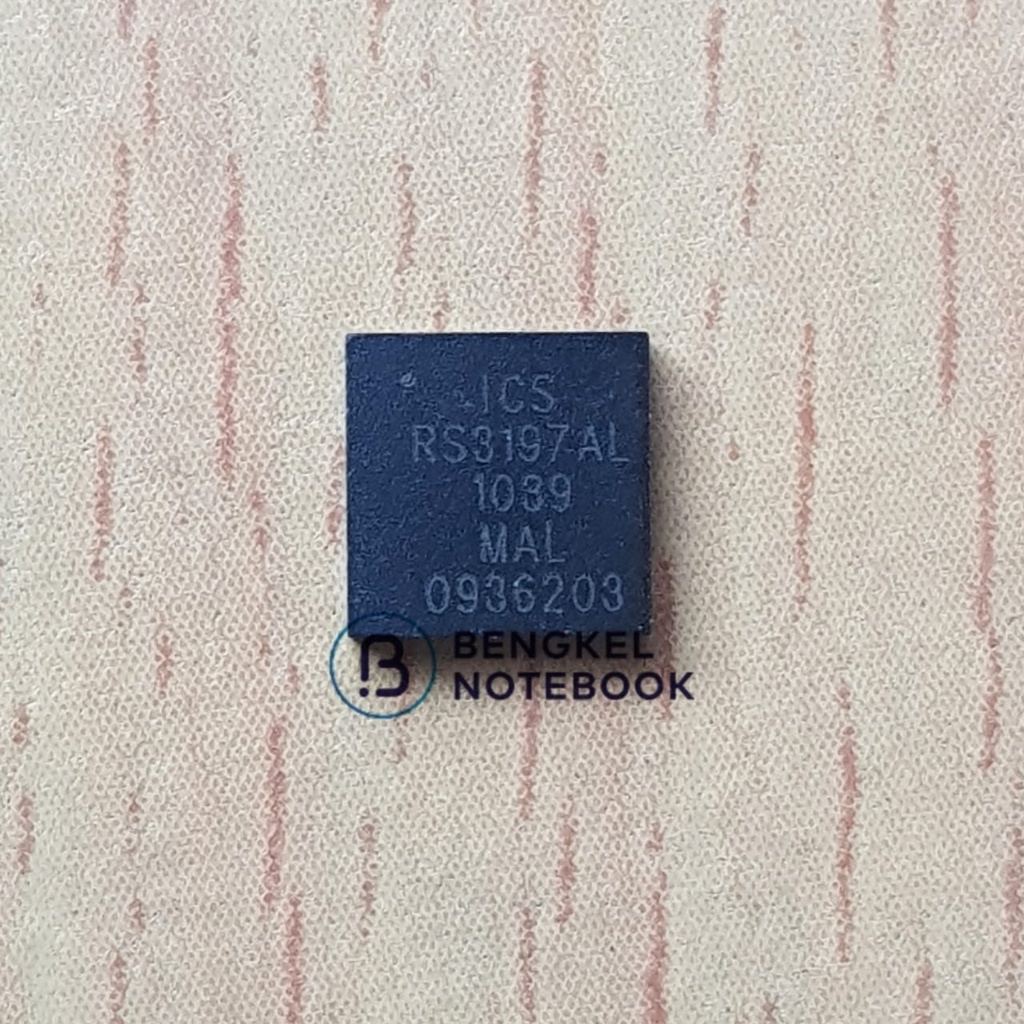 ICS
RS3197AL
1039
MAL
0936203
BENGKEL
NOTEBOOK